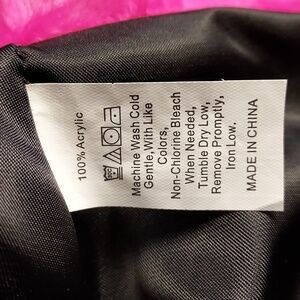 100% Acrylic
Machine Wash Cold
Gentle,With Like
Colors,
Non-Chlorine Bleach
When Needed,
Tumble Dry Low,
Remove Promptly,
Iron Low.
MADE IN CHINA